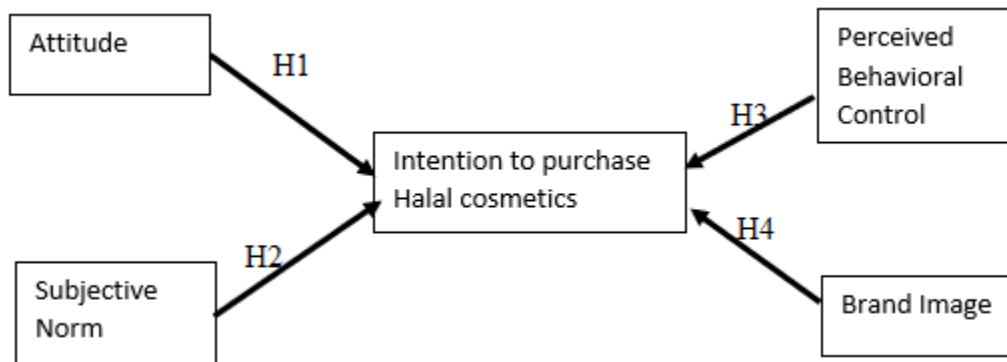 Attitude
H1
Perceived
Behavioral
Control
H3
Intention to purchase
Halal cosmetics
H2
H4
Subjective
Norm
Brand Image